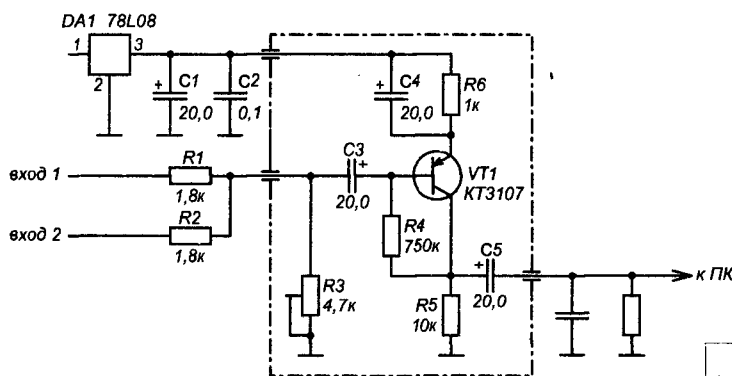 DA1 78L08
1
3
2
+
C1
20,0
C2
0,1
+
C4
20,0
R6
1к
вход 1
R1
1,8к
C3
+
20,0
VT1
КТ3107
вход 2
R2
1,8к
R4
750к
R3
4,7к
C5
+
20,0
к ПК
R5
10к